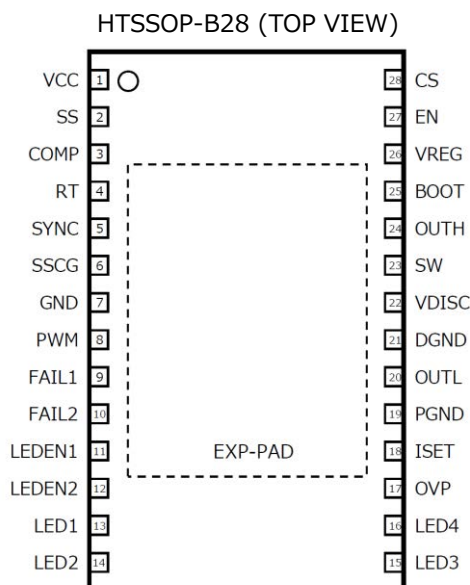 HTSSOP-B28 (TOP VIEW)
VCC 1 28 CS
SS 2 27 EN
COMP 3 26 VREG
RT 4 25 BOOT
SYNC 5 24 OUTH
SSCG 6 23 SW
GND 7 22 VDISC
PWM 8 21 DGND
FAIL1 9 20 OUTL
FAIL2 10 19 PGND
LEDEN1 11 EXP-PAD 18 ISET
LEDEN2 12 17 OVP
LED1 13 16 LED4
LED2 14 15 LED3